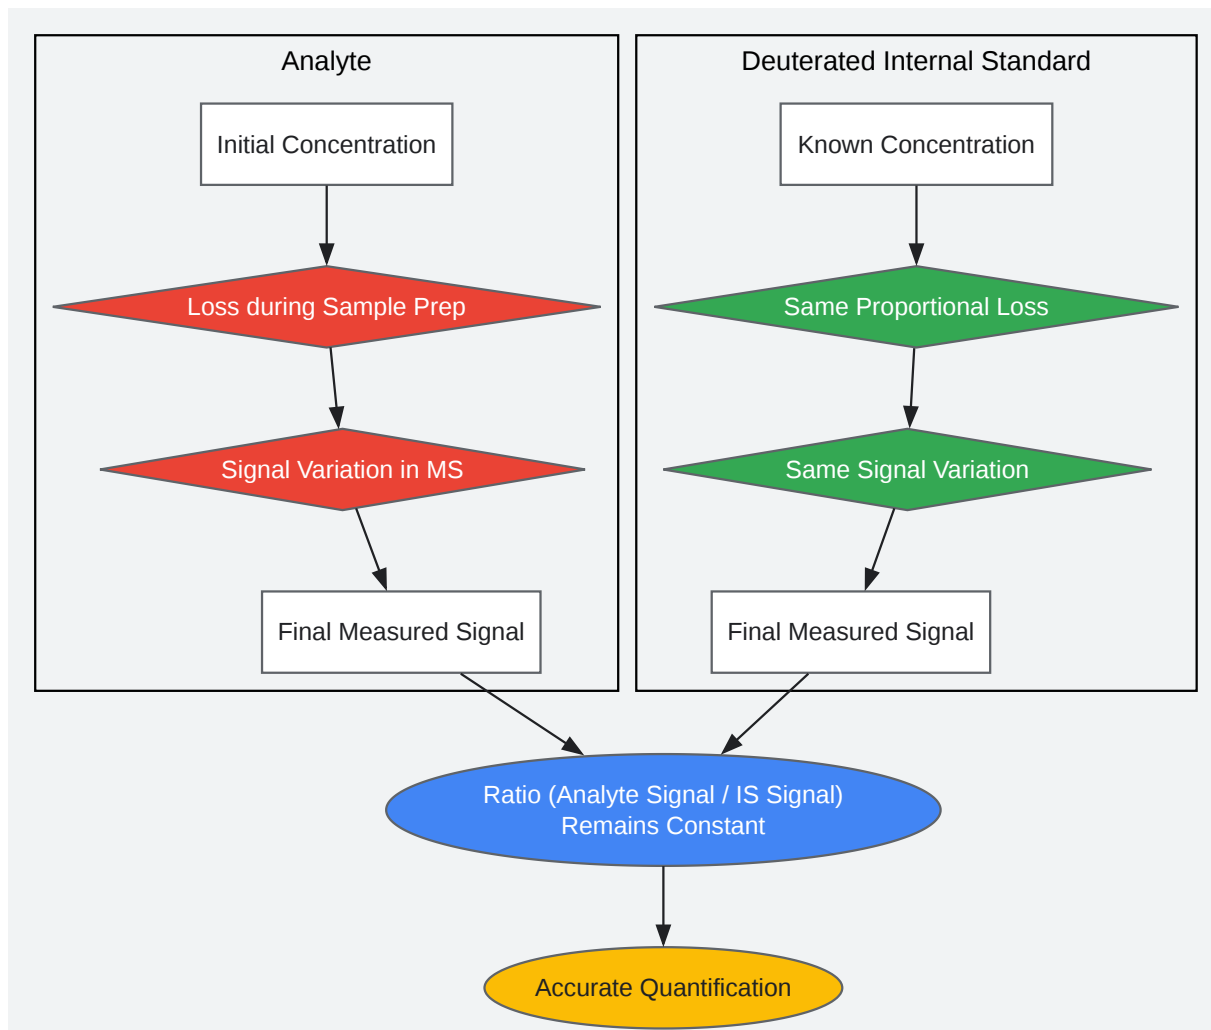 Analyte
Initial Concentration
Loss during Sample Prep
Signal Variation in MS
Final Measured Signal
Deuterated Internal Standard
Known Concentration
Same Proportional Loss
Same Signal Variation
Final Measured Signal
Ratio (Analyte Signal / IS Signal)
Remains Constant
Accurate Quantification